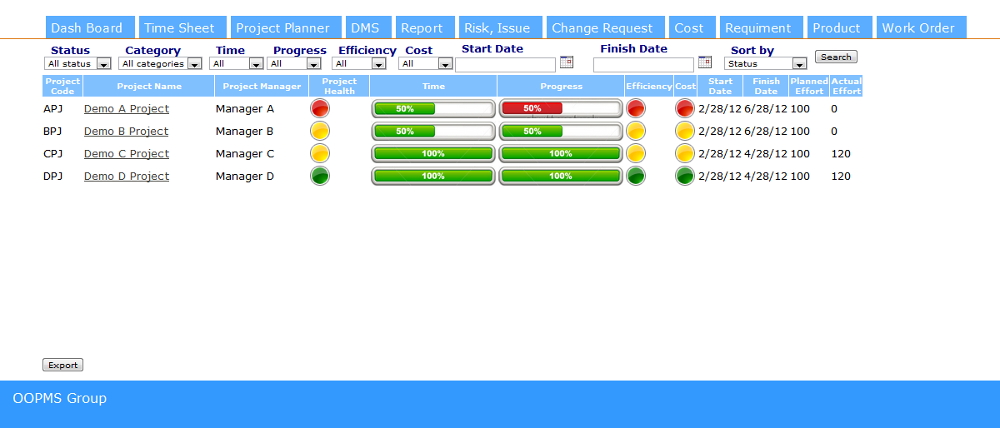 Dash Board Time Sheet Project Planner DMS Report Risk, Issue Change Request Cost Requiment Product Work Order
Status Category Time Progress Efficiency Cost Start Date Finish Date Sort by
All status All categories All All All All Status Search
Project Code Project Name Project Manager Project Health Time Progress Efficiency Cost Start Date Finish Date Planned Effort Actual Effort
APJ Demo A Project Manager A 50% 50% 2/28/12 6/28/12 100 0
BPJ Demo B Project Manager B 50% 50% 2/28/12 6/28/12 100 0
CPJ Demo C Project Manager C 100% 100% 2/28/12 4/28/12 100 120
DPJ Demo D Project Manager D 100% 100% 2/28/12 4/28/12 100 120
Export
OOPMS Group